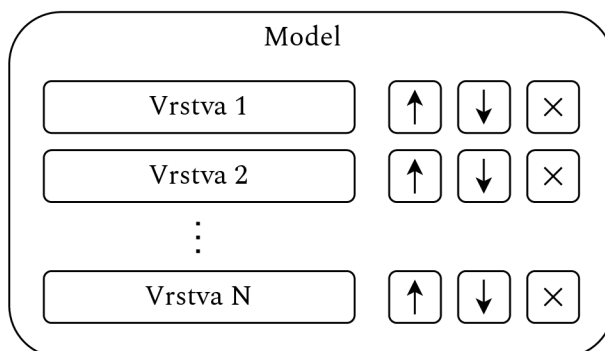 Model
Vrstva 1 ↑ ↓ ×
Vrstva 2 ↑ ↓ ×
⋮
Vrstva N ↑ ↓ ×